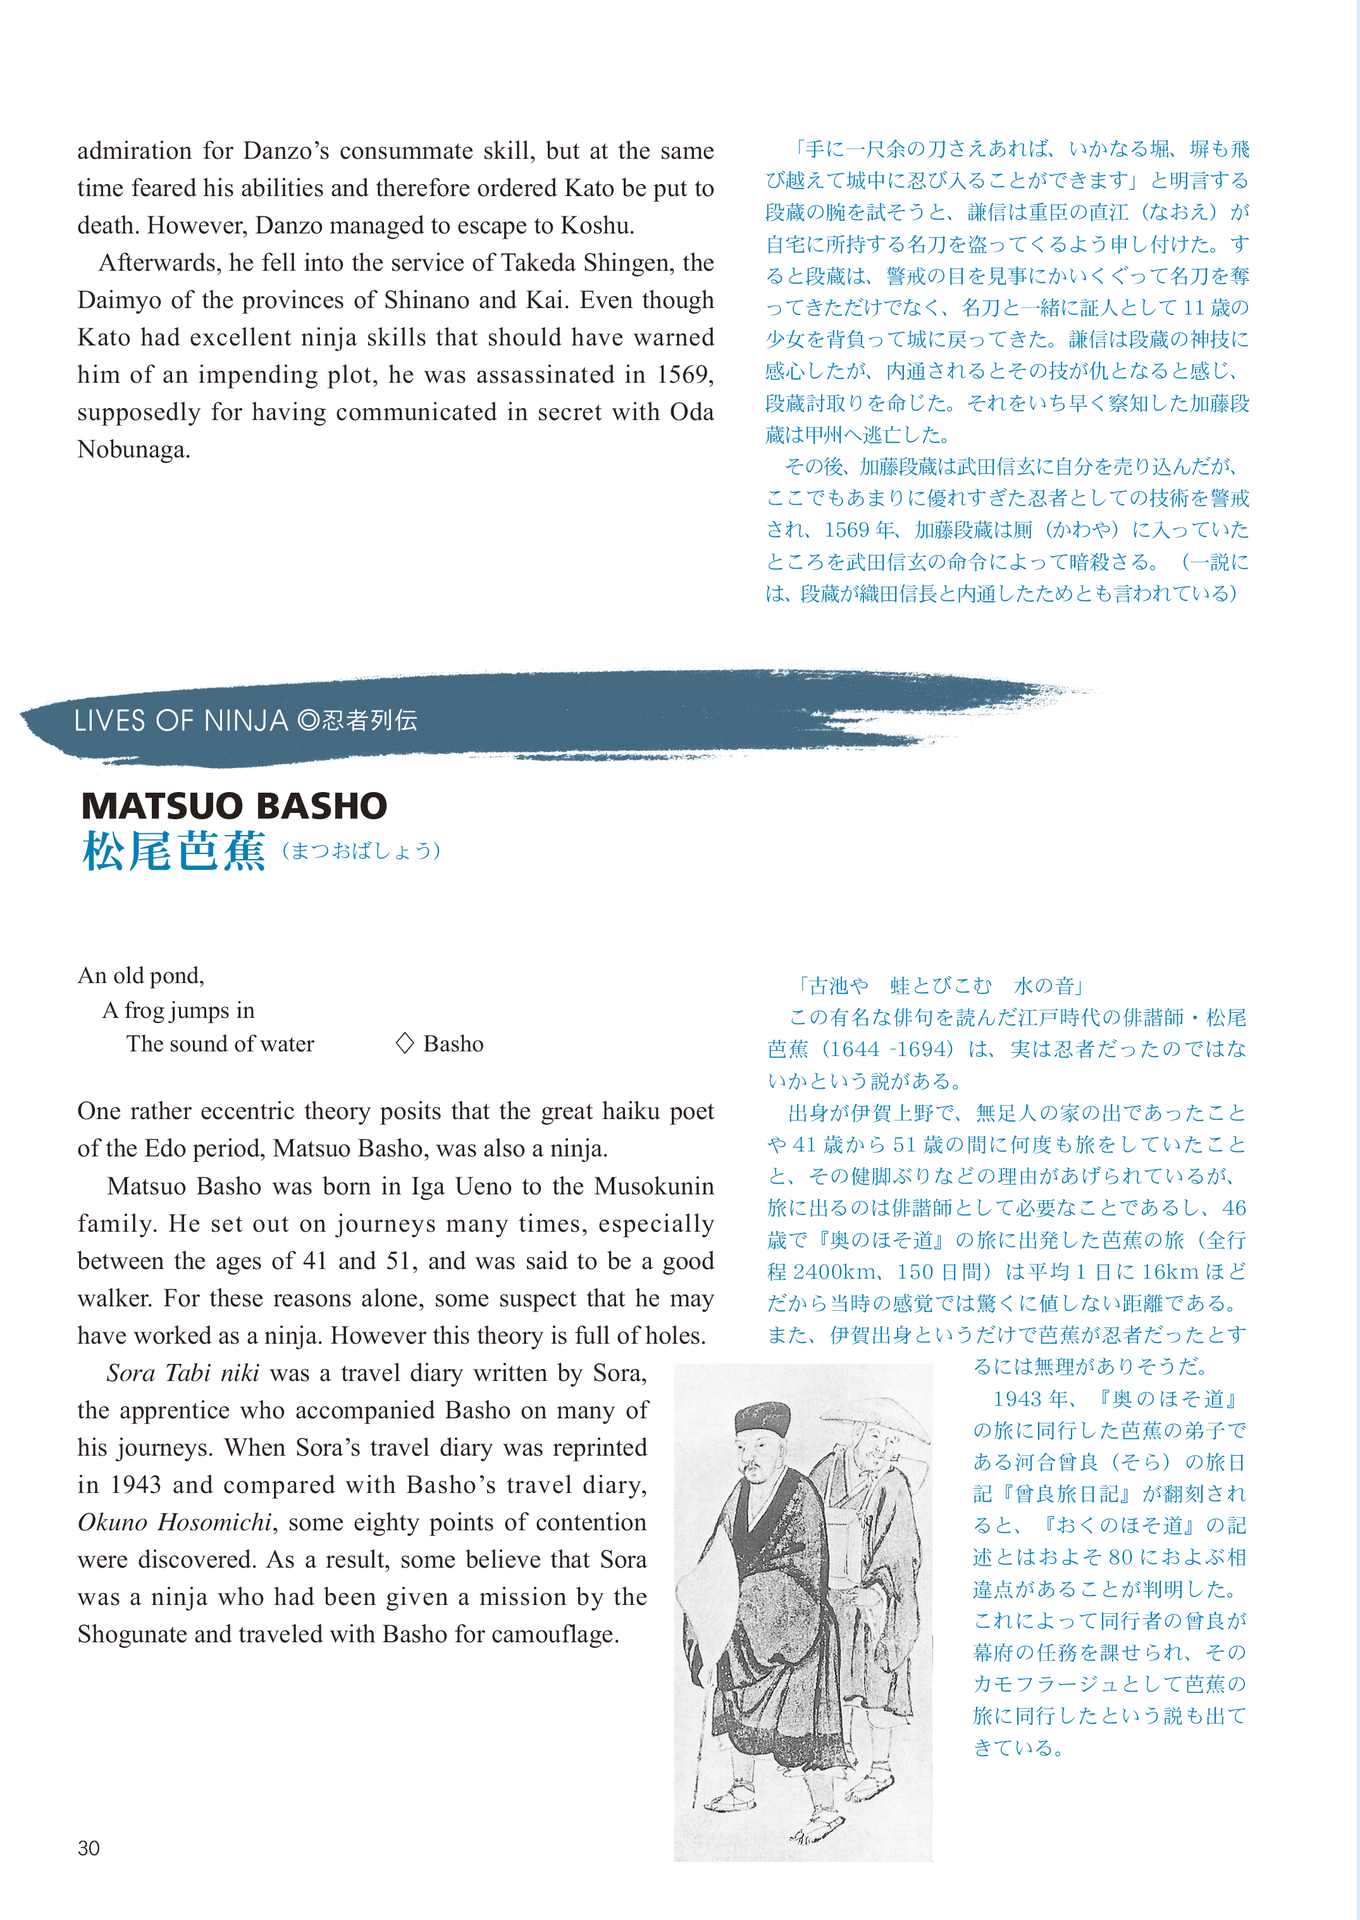 admiration for Danzo’s consummate skill, but at the same
time feared his abilities and therefore ordered Kato be put to
death. However, Danzo managed to escape to Koshu.
Afterwards, he fell into the service of Takeda Shingen, the
Daimyo of the provinces of Shinano and Kai. Even though
Kato had excellent ninja skills that should have warned
him of an impending plot, he was assassinated in 1569,
supposedly for having communicated in secret with Oda
Nobunaga.
「手に一尺余の刀さえあれば、いかなる堀、塀も飛
び越えて城中に忍び入ることができます」と明言する
段蔵の腕を試そうと、謙信は重臣の直江（なおえ）が
自宅に所持する名刀を盗ってくるよう申し付けた。す
ると段蔵は、警戒の目を見事にかいくぐって名刀を奪
ってきただけでなく、名刀と一緒に証人として 11 歳の
少女を背負って城に戻ってきた。謙信は段蔵の神技に
感心したが、内通されるとその技が仇となると感じ、
段蔵討取りを命じた。それをいち早く察知した加藤段
蔵は甲州へ逃亡した。
その後、加藤段蔵は武田信玄に自分を売り込んだが、
ここでもあまりに優れすぎた忍者としての技術を警戒
され、1569 年、加藤段蔵は厠（かわや）に入っていた
ところを武田信玄の命令によって暗殺さる。（一説に
は、段蔵が織田信長と内通したためとも言われている）
LIVES OF NINJA ◎忍者列伝
MATSUO BASHO
松尾芭蕉（まつおばしょう）
An old pond,
A frog jumps in
The sound of water ◇ Basho
One rather eccentric theory posits that the great haiku poet
of the Edo period, Matsuo Basho, was also a ninja.
Matsuo Basho was born in Iga Ueno to the Musokunin
family. He set out on journeys many times, especially
between the ages of 41 and 51, and was said to be a good
walker. For these reasons alone, some suspect that he may
have worked as a ninja. However this theory is full of holes.
Sora Tabi niki was a travel diary written by Sora,
the apprentice who accompanied Basho on many of
his journeys. When Sora’s travel diary was reprinted
in 1943 and compared with Basho’s travel diary,
Okuno Hosomichi, some eighty points of contention
were discovered. As a result, some believe that Sora
was a ninja who had been given a mission by the
Shogunate and traveled with Basho for camouflage.
「古池や　蛙とびこむ　水の音」
この有名な俳句を読んだ江戸時代の俳諧師・松尾
芭蕉（1644 -1694）は、実は忍者だったのではな
いかという説がある。
出身が伊賀上野で、無足人の家の出であったこと
や 41 歳から 51 歳の間に何度も旅をしていたこと
と、その健脚ぶりなどの理由があげられているが、
旅に出るのは俳諧師として必要なことであるし、46
歳で『奥のほそ道』の旅に出発した芭蕉の旅（全行
程 2400km、150 日間）は平均 1 日に 16km ほど
だから当時の感覚では驚くに値しない距離である。
また、伊賀出身というだけで芭蕉が忍者だったとす
るには無理がありそうだ。
1943 年、『奥のほそ道』
の旅に同行した芭蕉の弟子で
ある河合曾良（そら）の旅日
記『曾良旅日記』が翻刻され
ると、『おくのほそ道』の記
述とはおよそ 80 におよぶ相
違点があることが判明した。
これによって同行者の曾良が
幕府の任務を課せられ、その
カモフラージュとして芭蕉の
旅に同行したという説も出て
きている。
30